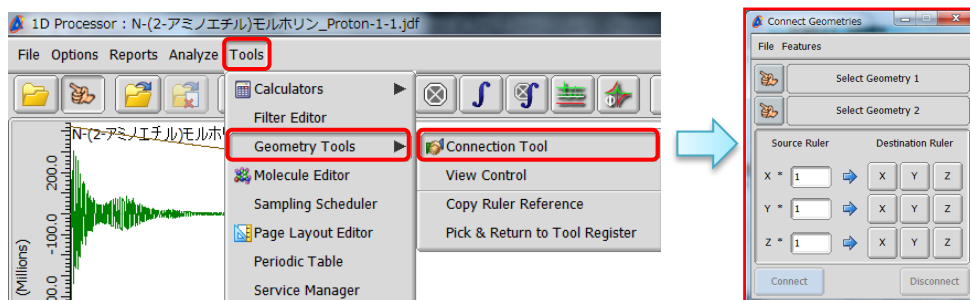 1D Processor : N-(2-アミノエチル)モルホリン_Proton-1-1.jdf
File Options Reports Analyze Tools
N-(2-アミノエチル)モルホ
200.0
-100.0
00.0
(Millions)
Calculators
Filter Editor
Geometry Tools
Molecule Editor
Sampling Scheduler
Page Layout Editor
Periodic Table
Service Manager
Connection Tool
View Control
Copy Ruler Reference
Pick & Return to Tool Register
Connect Geometries
File Features
Select Geometry 1
Select Geometry 2
Source Ruler Destination Ruler
X * 1 X Y Z
Y * 1 X Y Z
Z * 1 X Y Z
Connect Disconnect